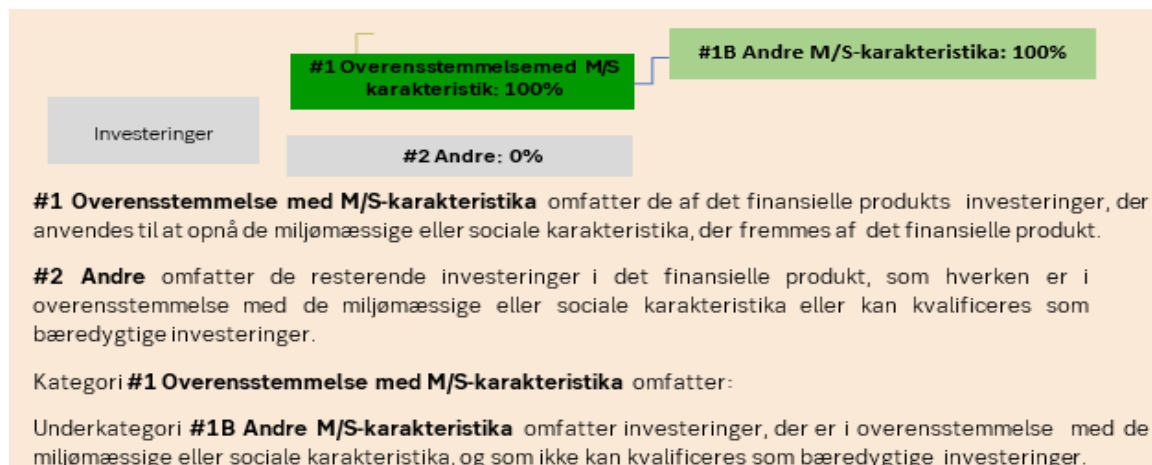 #1B Andre M/S-karakteristika: 100%
#1 Overensstemmelsemed M/S
karakteristik: 100%
Investeringer
#2 Andre: 0%
#1 Overensstemmelse med M/S-karakteristika omfatter de af det finansielle produkts investeringer, der
anvendes til at opnå de miljømæssige eller sociale karakteristika, der fremmes af det finansielle produkt.
#2 Andre omfatter de resterende investeringer i det finansielle produkt, som hverken er i
overensstemmelse med de miljømæssige eller sociale karakteristika eller kan kvalificeres som
bæredygtige investeringer.
Kategori #1 Overensstemmelse med M/S-karakteristika omfatter:
Underkategori #1B Andre M/S-karakteristika omfatter investeringer, der er i overensstemmelse med de
miljømæssige eller sociale karakteristika, og som ikke kan kvalificeres som bæredygtige investeringer.